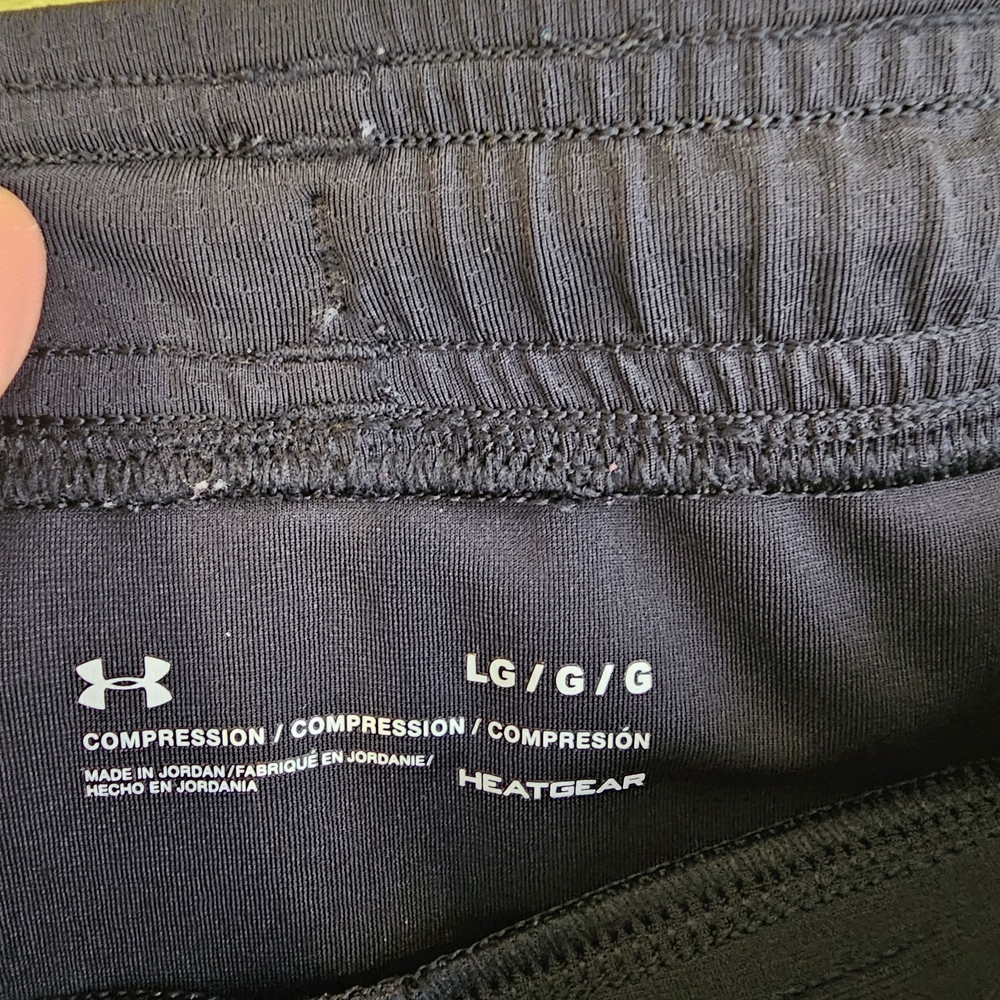 LG / G / G
COMPRESSION / COMPRESSION / COMPRESIÓN
MADE IN JORDAN / FABRIQUÉ EN JORDANIE /
HECHO EN JORDANIA
HEATGEAR